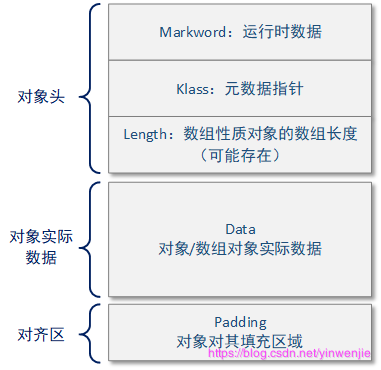 对象头
Markword：运行时数据
Klass：元数据指针
Length：数组性质对象的数组长度
（可能存在）
对象实际
数据
Data
对象/数组对象实际数据
对齐区
Padding
对象对其填充区域
https://blog.csdn.net/yinwenjie